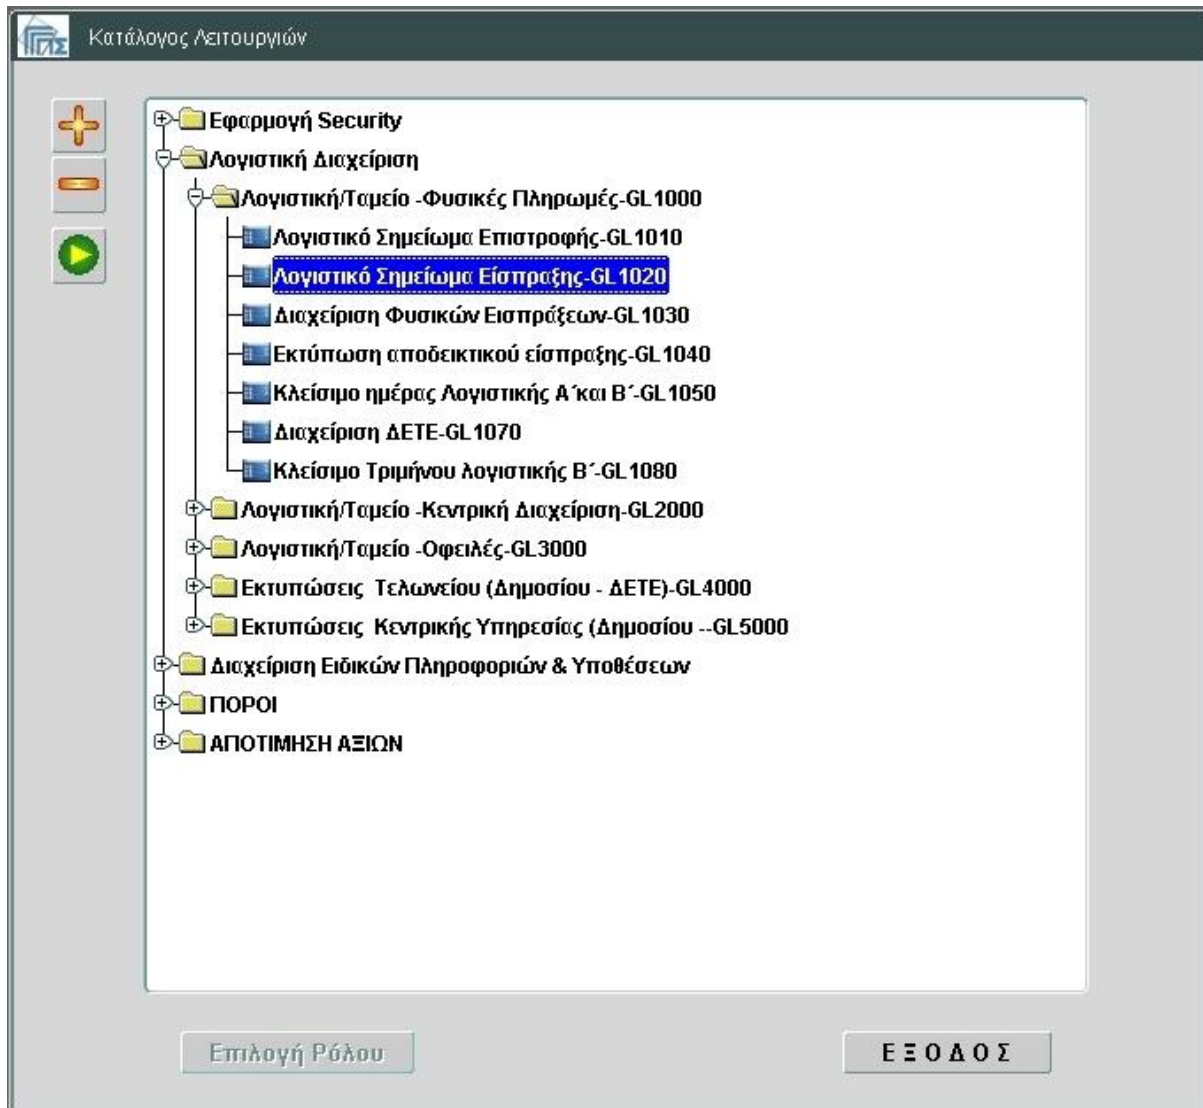 Κατάλογος Λειτουργιών
Εφαρμογή Security
Λογιστική Διαχείριση
Λογιστική/Ταμείο -Φυσικές Πληρωμές-GL1000
Λογιστικό Σημείωμα Επιστροφής-GL1010
Λογιστικό Σημείωμα Είσπραξης-GL1020
Διαχείριση Φυσικών Εισπράξεων-GL1030
Εκτύπωση αποδεικτικού είσπραξης-GL1040
Κλείσιμο ημέρας Λογιστικής Α΄και Β΄-GL1050
Διαχείριση ΔΕΤΕ-GL1070
Κλείσιμο Τριμήνου λογιστικής Β΄-GL1080
Λογιστική/Ταμείο -Κεντρική Διαχείριση-GL2000
Λογιστική/Ταμείο -Οφειλές-GL3000
Εκτυπώσεις  Τελωνείου (Δημοσίου - ΔΕΤΕ)-GL4000
Εκτυπώσεις  Κεντρικής Υπηρεσίας (Δημοσίου --GL5000
Διαχείριση Ειδικών Πληροφοριών & Υποθέσεων
ΠΟΡΟΙ
ΑΠΟΤΙΜΗΣΗ ΑΞΙΩΝ
Επιλογή Ρόλου
Ε Ξ Ο Δ Ο Σ